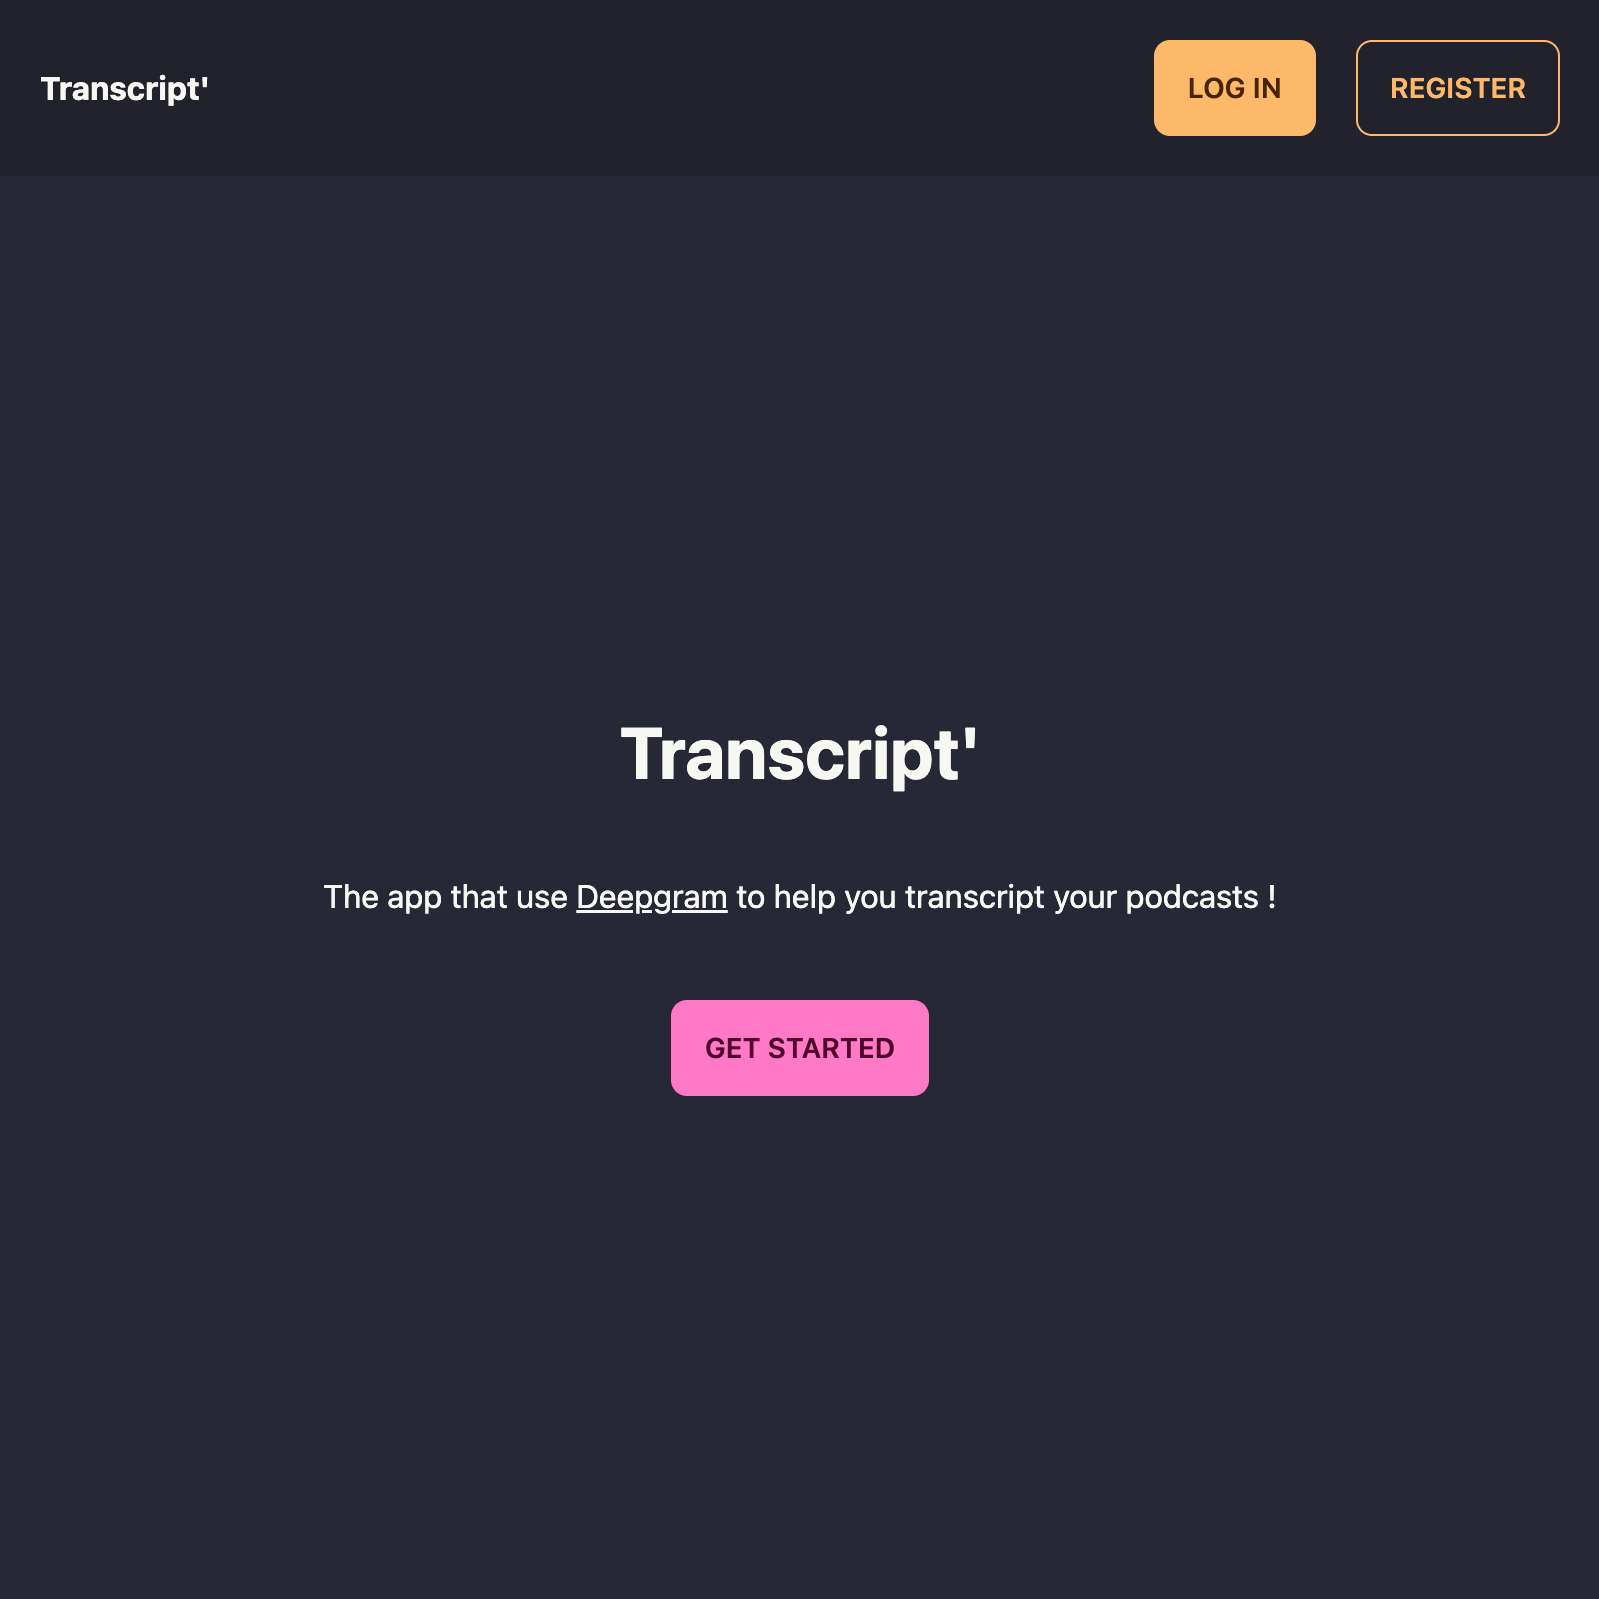 Transcript'
LOG IN
REGISTER
Transcript'
The app that use Deepgram to help you transcript your podcasts !
GET STARTED